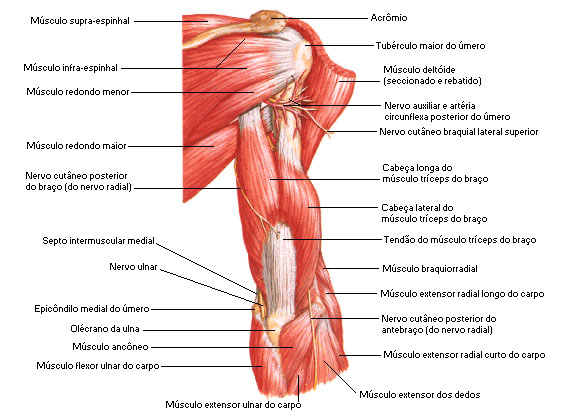 Músculo supra-espinhal
Músculo infra-espinhal
Músculo redondo menor
Músculo redondo maior
Nervo cutâneo posterior
do braço (do nervo radial)
Septo intermuscular medial
Nervo ulnar
Epicôndilo medial do úmero
Olécrano da ulna
Músculo ancôneo
Músculo flexor ulnar do carpo
Músculo extensor ulnar do carpo
Acrômio
Tubérculo maior do úmero
Músculo deltóide
(seccionado e rebatido)
Nervo auxiliar e artéria
circunflexa posterior do úmero
Nervo cutâneo braquial lateral superior
Cabeça longa do
músculo tríceps do braço
Cabeça lateral do
músculo tríceps do braço
Tendão do músculo tríceps do braço
Músculo braquiorradial
Músculo extensor radial longo do carpo
Nervo cutâneo posterior do
antebraço (do nervo radial)
Músculo extensor radial curto do carpo
Músculo extensor dos dedos